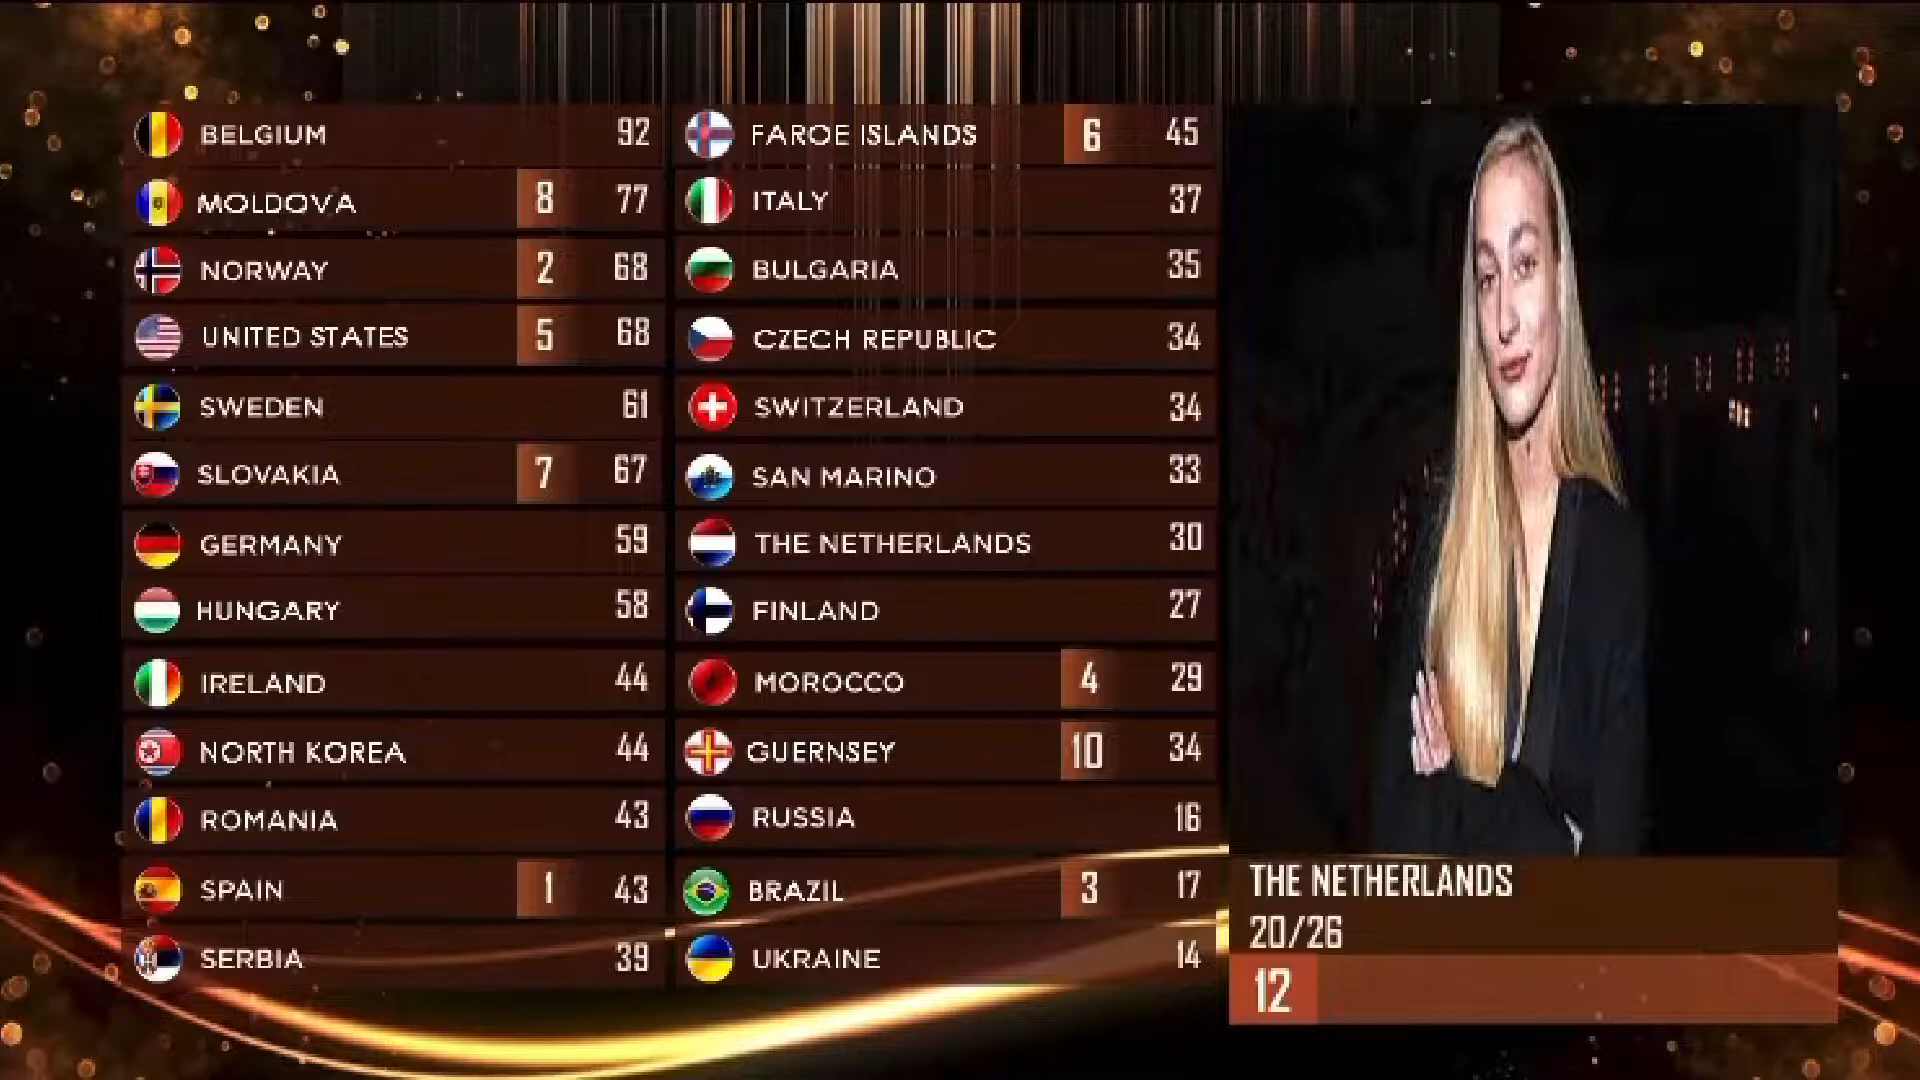 BELGIUM 92
MOLDOVA 8 77
NORWAY 2 68
UNITED STATES 5 68
SWEDEN 61
SLOVAKIA 7 67
GERMANY 59
HUNGARY 58
IRELAND 44
NORTH KOREA 44
ROMANIA 43
SPAIN 1 43
SERBIA 39
FAROE ISLANDS 6 45
ITALY 37
BULGARIA 35
CZECH REPUBLIC 34
SWITZERLAND 34
SAN MARINO 33
THE NETHERLANDS 30
FINLAND 27
MOROCCO 4 29
GUERNSEY 10 34
RUSSIA 16
BRAZIL 3 17
UKRAINE 14
THE NETHERLANDS
20/26
12